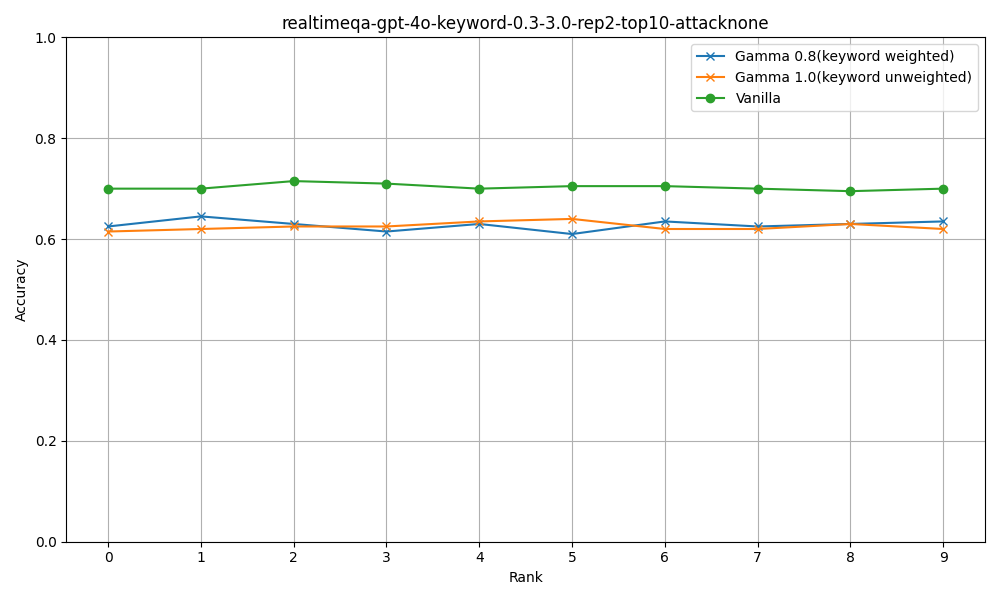 realtimeqa-gpt-4o-keyword-0.3-3.0-rep2-top10-attacknone
Gamma 0.8(keyword weighted)
Gamma 1.0(keyword unweighted)
Vanilla
Accuracy
1.0
0.8
0.6
0.4
0.2
0.0
0 1 2 3 4 5 6 7 8 9
Rank